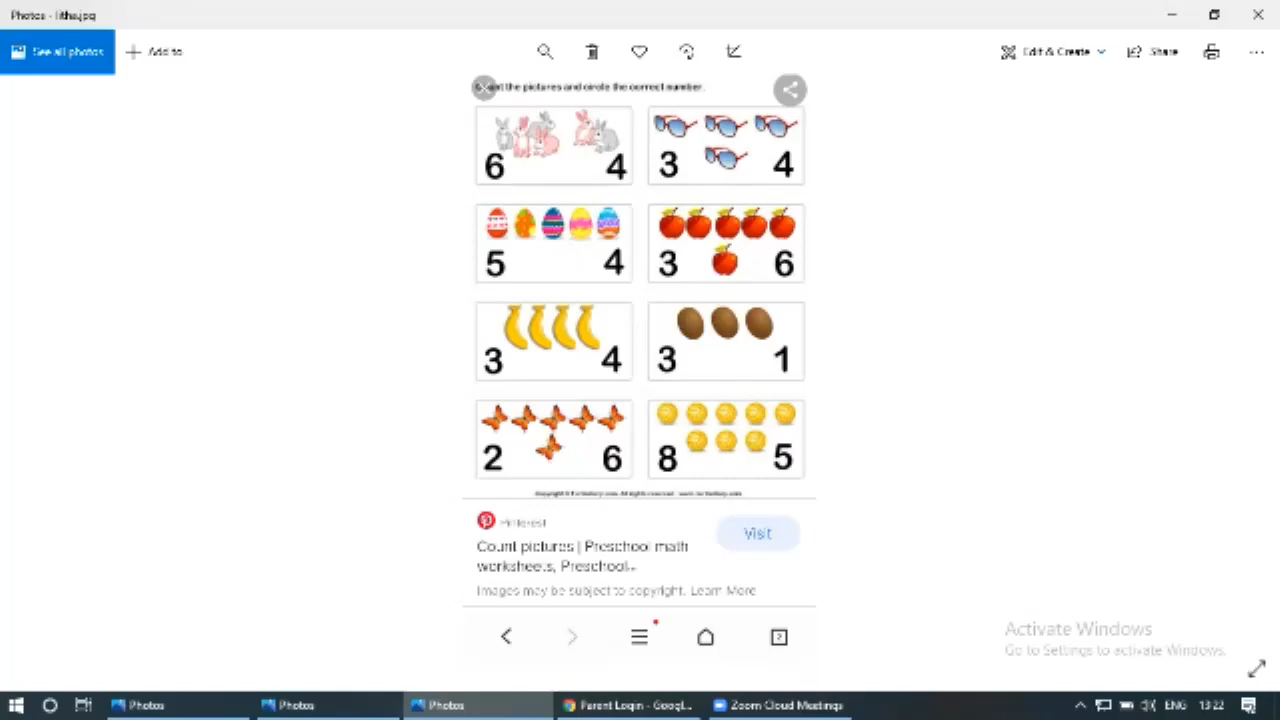 Photos - litha.jpg
See all photos
Add to
Edit & Create
Share
the pictures and circle the correct number.
6 4
3 4
5 4
3 6
3 4
3 1
2 6
8 5
Pinterest
Visit
Count pictures | Preschool math
worksheets, Preschool...
Images may be subject to copyright. Learn More
2
Activate Windows
Go to Settings to activate Windows.
Photos
Photos
Photos
Parent Login - Googl...
Zoom Cloud Meetings
ENG
13:22